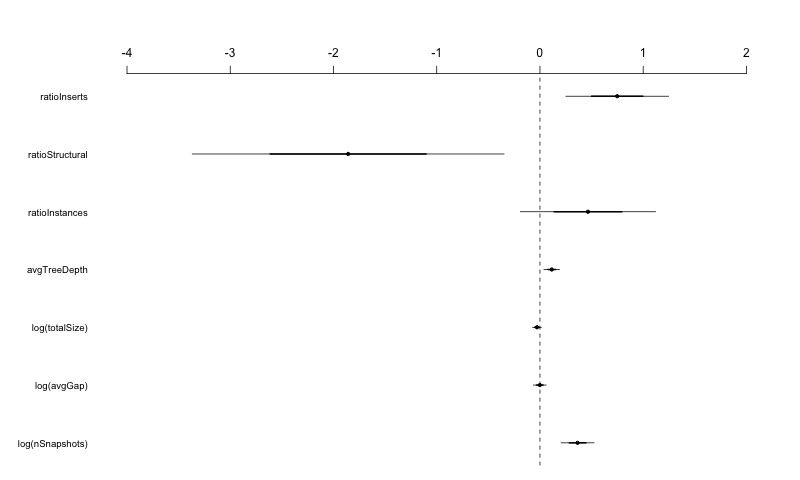 -4 -3 -2 -1 0 1 2
ratioInserts
ratioStructural
ratioInstances
avgTreeDepth
log(totalSize)
log(avgGap)
log(nSnapshots)